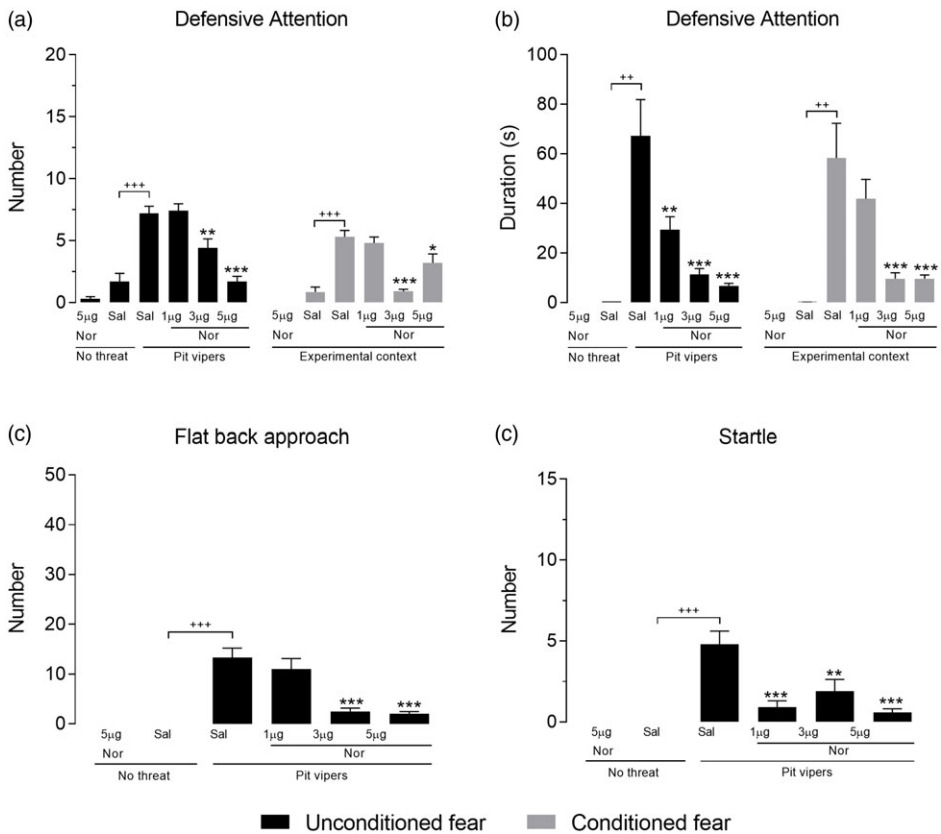 (a) Defensive Attention
Number
20
15
10
5
0
+++
**
***
+++
***
*
5μg Sal Sal 1μg 3μg 5μg
Nor Nor
No threat Pit vipers
5μg Sal Sal 1μg 3μg 5μg
Nor Nor
Experimental context
(b) Defensive Attention
Duration (s)
100
80
60
40
20
0
++
**
***
***
++
***
***
5μg Sal Sal 1μg 3μg 5μg
Nor Nor
No threat Pit vipers
5μg Sal Sal 1μg 3μg 5μg
Nor Nor
Experimental context
(c) Flat back approach
Number
50
40
30
20
10
0
+++
***
***
5μg Sal Sal 1μg 3μg 5μg
Nor Nor
No threat Pit vipers
(c) Startle
Number
15
10
5
0
+++
***
**
***
5μg Sal Sal 1μg 3μg 5μg
Nor Nor
No threat Pit vipers
Unconditioned fear Conditioned fear